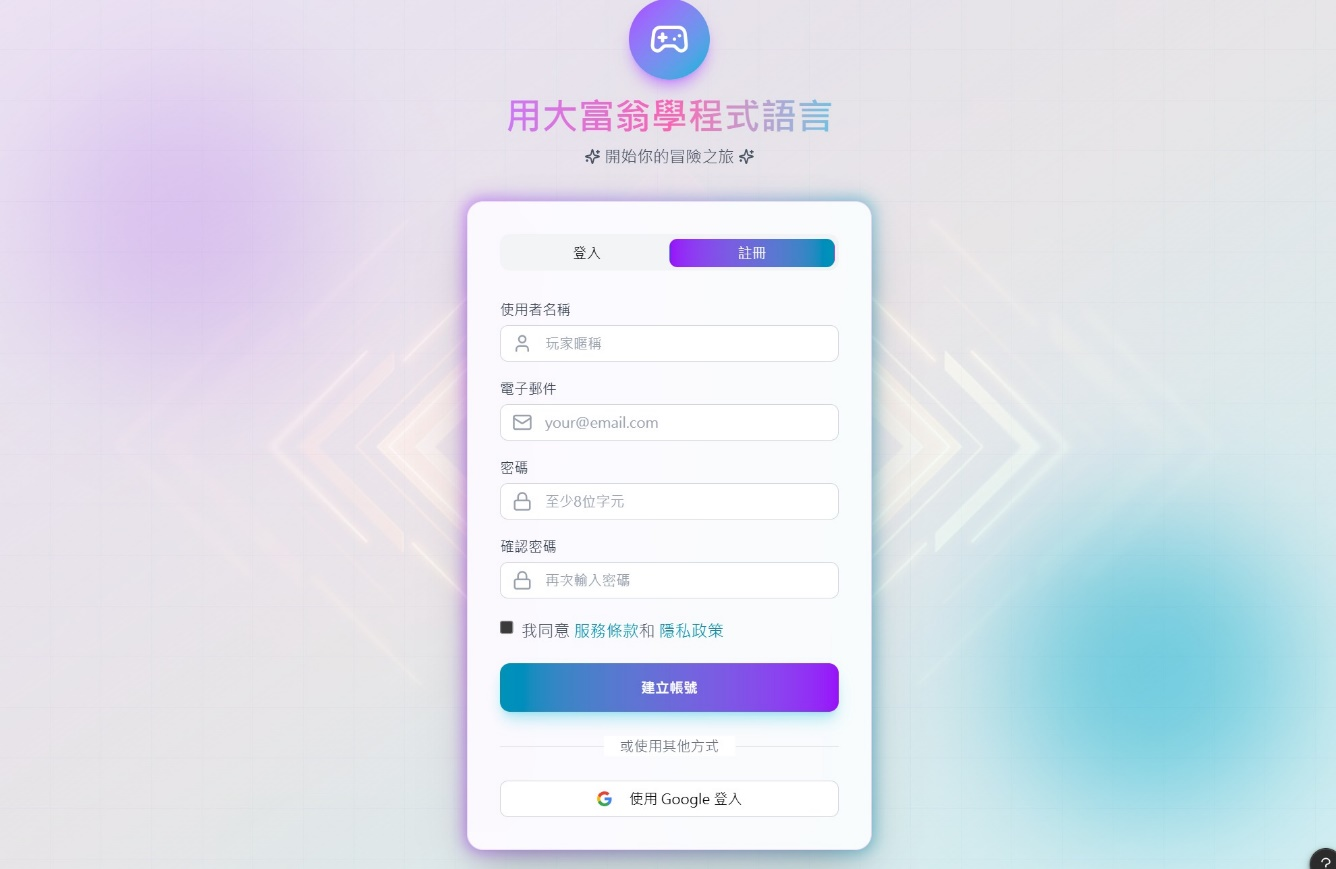 用大富翁學程式語言
開始你的冒險之旅
登入 註冊
使用者名稱
玩家暱稱
電子郵件
your@email.com
密碼
至少8位字元
確認密碼
再次輸入密碼
我同意 服務條款和 隱私政策
建立帳號
或使用其他方式
使用 Google 登入
?